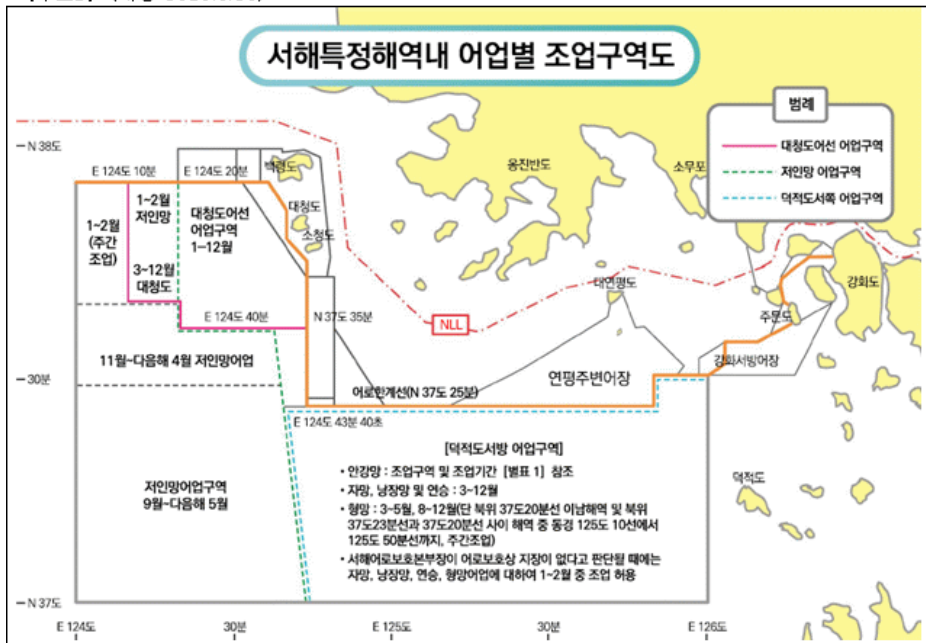 서해특정해역내 어업별 조업구역도
범례
대청도어선 어업구역
저인망 어업구역
덕적도서쪽 어업구역
N 38도
E 124도 10분
E 124도 20분
백령도
옹진반도
소무포
1~2월
저인망
대청도어선
어업구역
1~12월
대청도
소청도
1~2월
(주간
조업)
3~12월
대청도
대연평도
강화도
E 124도 40분
N 37도 35분
NLL
주문도
11월~다음해 4월 저인망어업
강화서방어장
30분
어로한계선(N 37도 25분)
연평주변어장
E 124도 43분 40초
[덕적도서방 어업구역]
• 안강망 : 조업구역 및 조업기간 [별표 1] 참조
• 자망, 낭장망 및 연승 : 3~12월
• 형망 : 3~5월, 8~12월(단 북위 37도20분선 이남해역 및 북위
37도23분선과 37도20분선 사이 해역 중 동경 125도 10선에서
125도 50분선까지, 주간조업)
• 서해어로보호본부장이 어로보호상 지장이 없다고 판단될 때에는
자망, 낭장망, 연승, 형망어업에 대하여 1~2월 중 조업 허용
저인망어업구역
9월~다음해 5월
덕적도
N 37도
E 124도
30분
E 125도
30분
E 126도